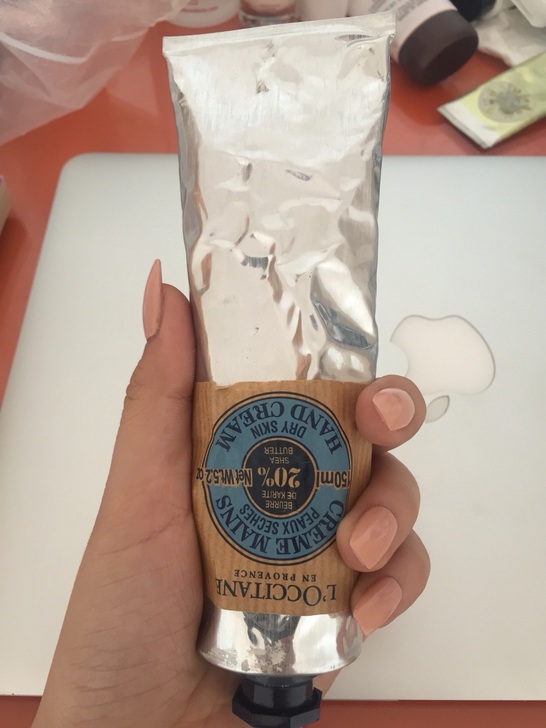 L'OCCITANE
EN PROVENCE
CREME MAINS
PEAUX SECHES
BEURRE
DE KARITE
150ml 20% Net Wt.5.2 oz
SHEA
BUTTER
DRY SKIN
HAND CREAM